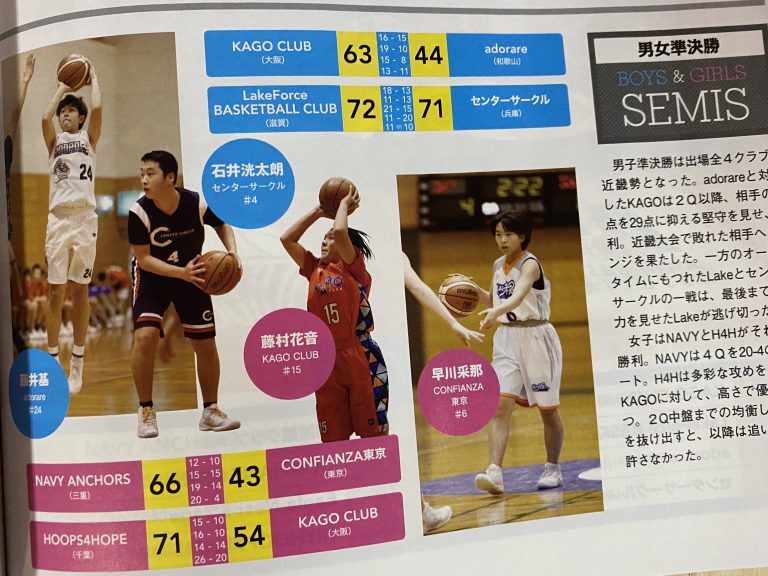 KAGO CLUB
(大阪)
63
16 - 15
19 - 10
15 - 8
13 - 11
44
adorare
(和歌山)
LakeForce
BASKETBALL CLUB
(滋賀)
72
18 - 13
11 - 13
21 - 15
11 - 20
11 = 10
71
センターサークル
(兵庫)
男女準決勝
BOYS & GIRLS
SEMIS
石井洸太朗
センターサークル
#4
藤井基
adorare
#24
藤村花音
KAGO CLUB
#15
早川采那
CONFIANZA
東京
#6
24
24
CENTER CIRCLE
4
KAGO
15
15
4
2:22
男子準決勝は出場全4クラブ
近畿勢となった。adorareと対
したKAGOは2Q以降、相手の
点を29点に抑える堅守を見せ、
利。近畿大会で敗れた相手へ
ンジを果たした。一方のオー
タイムにもつれたLakeとセン
サークルの一戦は、最後まで
力を見せたLakeが逃げ切った
女子はNAVYとH4Hがそれ
勝利。NAVYは4Qを20-4の
ート。H4Hは多彩な攻めを
KAGOに対して、高さで優
つ。2Q中盤までの均衡し
を抜け出すと、以降は追い
許さなかった。
NAVY ANCHORS
(三重)
66
12 - 10
15 - 15
19 - 14
20 - 4
43
CONFIANZA東京
(東京)
HOOPS4HOPE
(千葉)
71
15 - 10
16 - 10
14 - 14
26 - 20
54
KAGO CLUB
(大阪)